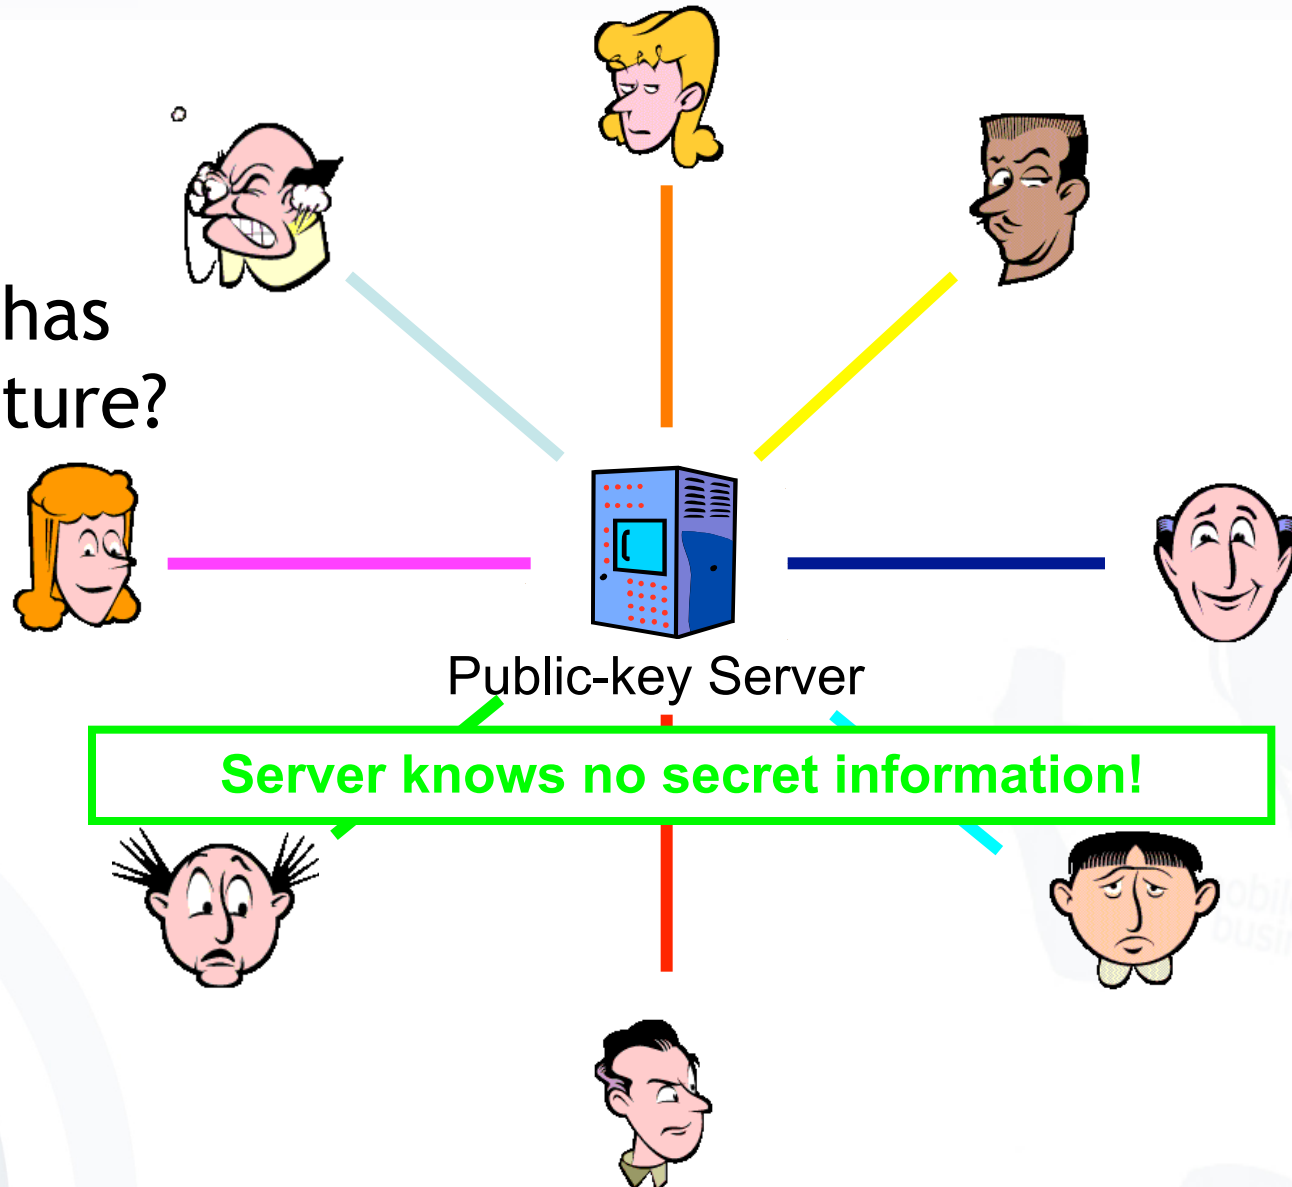 has
ture?
Public-key Server
Server knows no secret information!